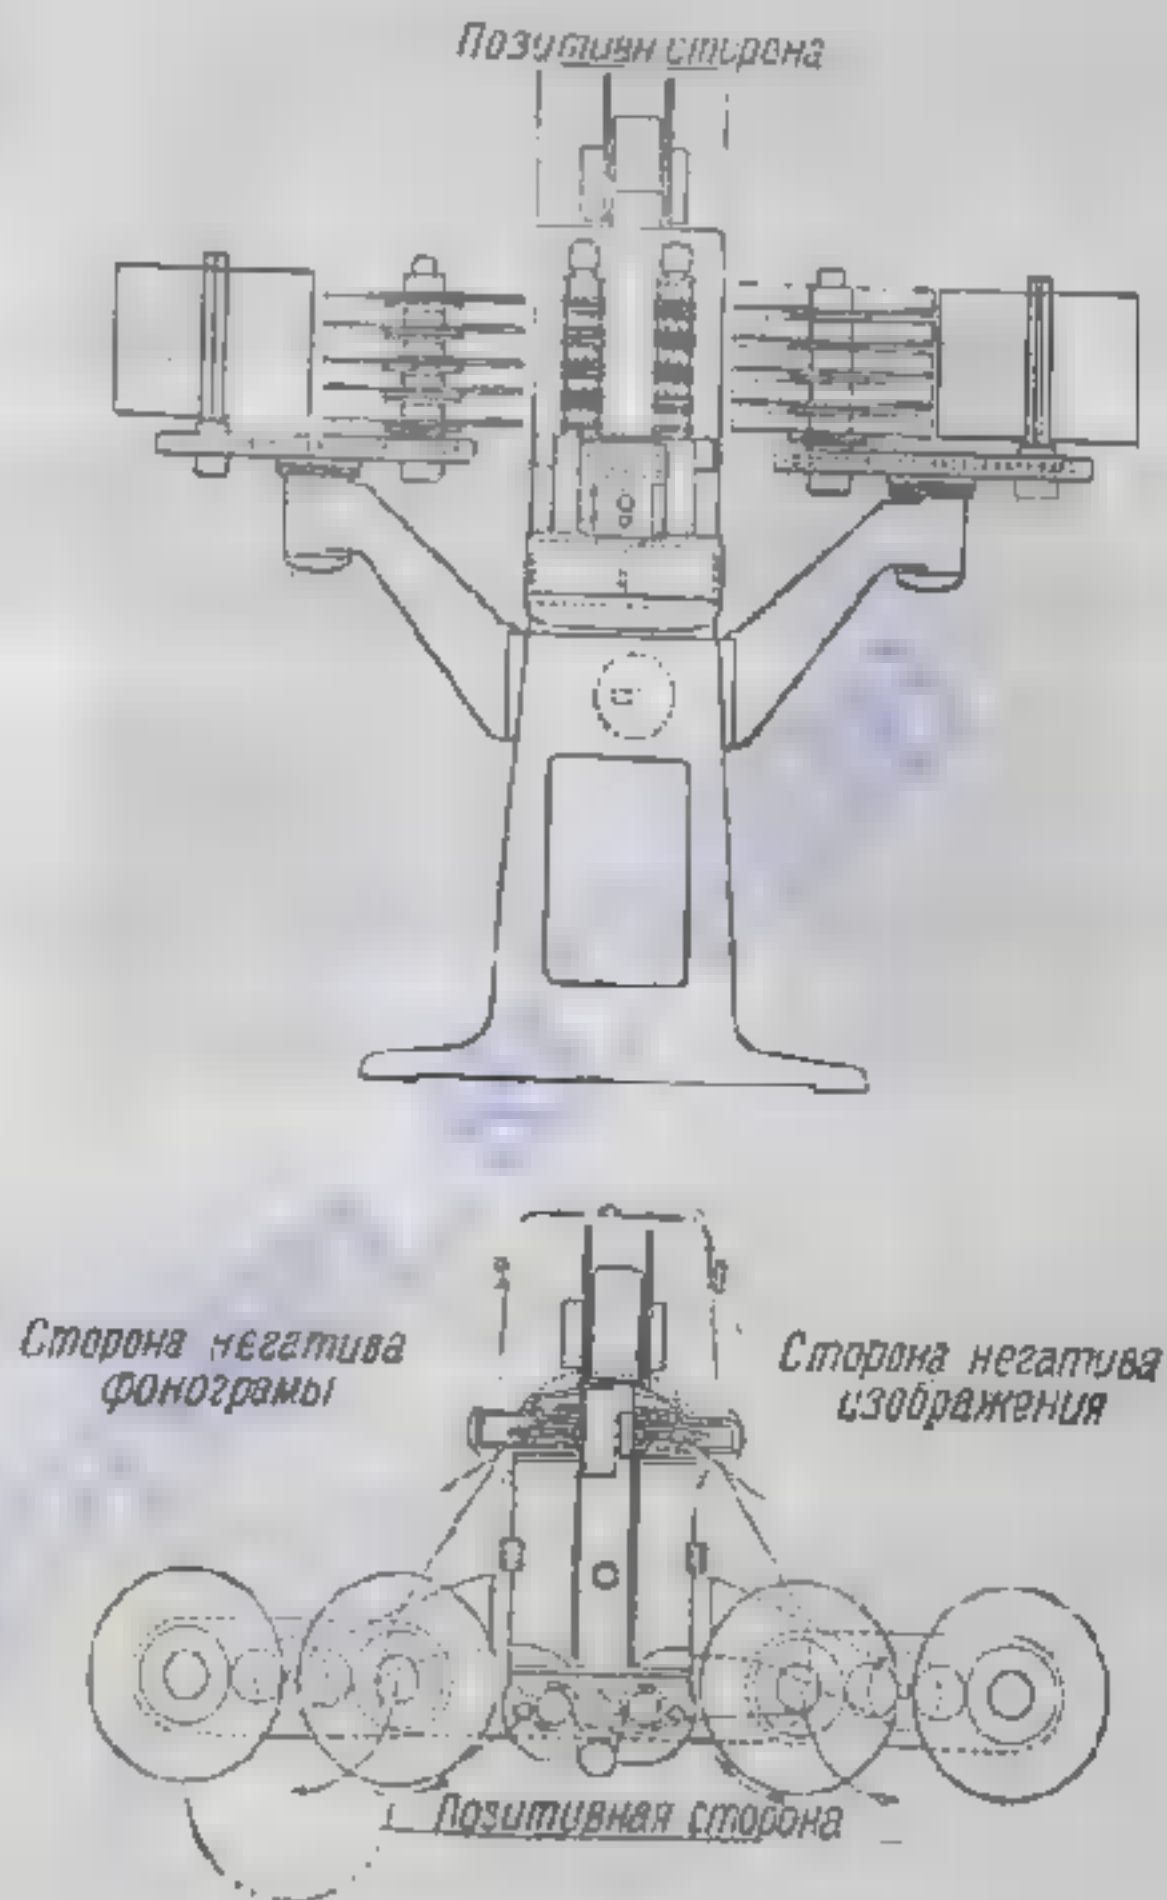 Позитивн сторона
Сторона негатива
фонограмы
Сторона негатива
изображения
Позитивная сторона